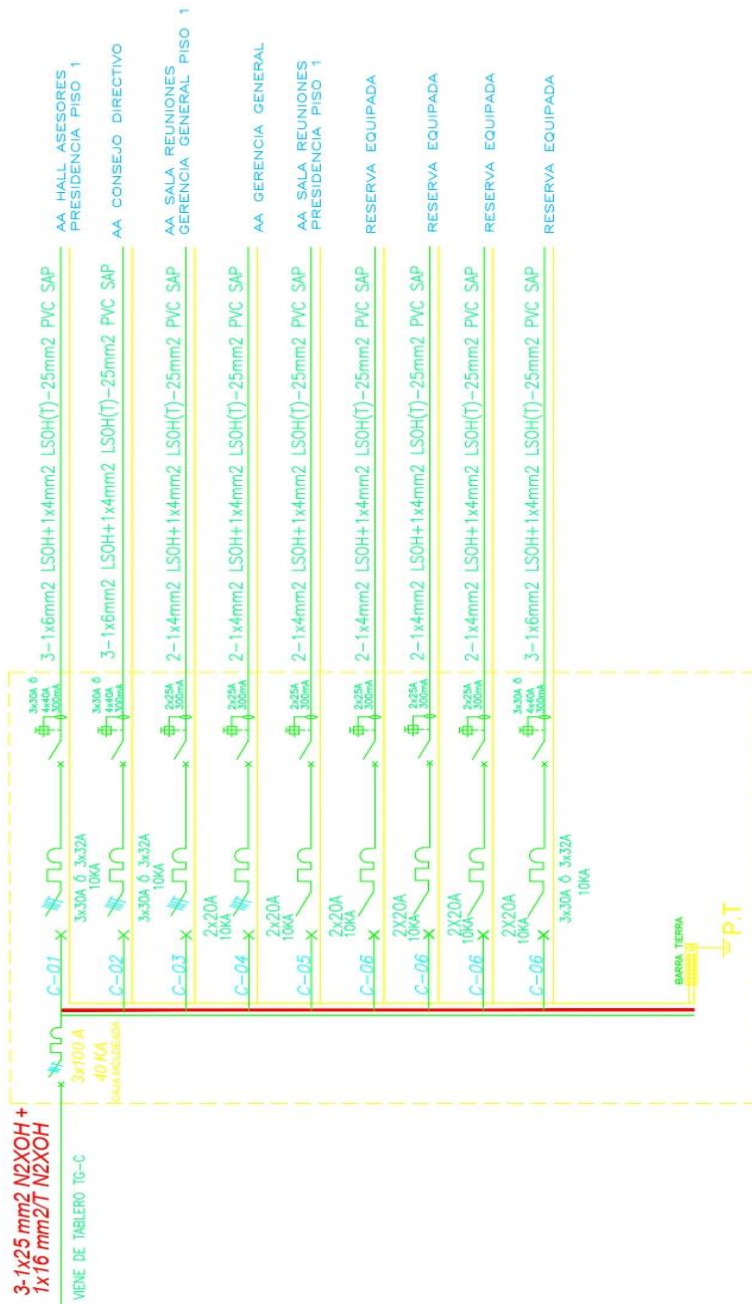 3-1x25 mm2 N2XOH +
1x16 mm2/T N2XOH
VIENE DE TABLERO TG-C
3x100 A
40 KA
CAJA MOLDEADA
C-01
3x30A ó 3x32A
10KA
3x30A ó
4x40A
300mA
3-1x6mm2 LSOH+1x4mm2 LSOH(T)-25mm2 PVC SAP
AA HALL ASESORES
PRESIDENCIA PISO 1
C-02
3x30A ó 3x32A
10KA
3x30A ó
4x40A
300mA
3-1x6mm2 LSOH+1x4mm2 LSOH(T)-25mm2 PVC SAP
AA CONSEJO DIRECTIVO
C-03
2x20A
10KA
2x25A
300mA
2-1x4mm2 LSOH+1x4mm2 LSOH(T)-25mm2 PVC SAP
AA SALA REUNIONES
GERENCIA GENERAL PISO 1
C-04
2x20A
10KA
2x25A
300mA
2-1x4mm2 LSOH+1x4mm2 LSOH(T)-25mm2 PVC SAP
AA GERENCIA GENERAL
C-05
2x20A
10KA
2x25A
300mA
2-1x4mm2 LSOH+1x4mm2 LSOH(T)-25mm2 PVC SAP
AA SALA REUNIONES
PRESIDENCIA PISO 1
C-06
2X20A
10KA
2x25A
300mA
2-1x4mm2 LSOH+1x4mm2 LSOH(T)-25mm2 PVC SAP
RESERVA EQUIPADA
C-06
2X20A
10KA
2x25A
300mA
2-1x4mm2 LSOH+1x4mm2 LSOH(T)-25mm2 PVC SAP
RESERVA EQUIPADA
C-06
2X20A
10KA
2x25A
300mA
2-1x4mm2 LSOH+1x4mm2 LSOH(T)-25mm2 PVC SAP
RESERVA EQUIPADA
C-06
3x30A ó 3x32A
10KA
3x30A ó
4x40A
300mA
3-1x6mm2 LSOH+1x4mm2 LSOH(T)-25mm2 PVC SAP
RESERVA EQUIPADA
BARRA TIERRA
P.T